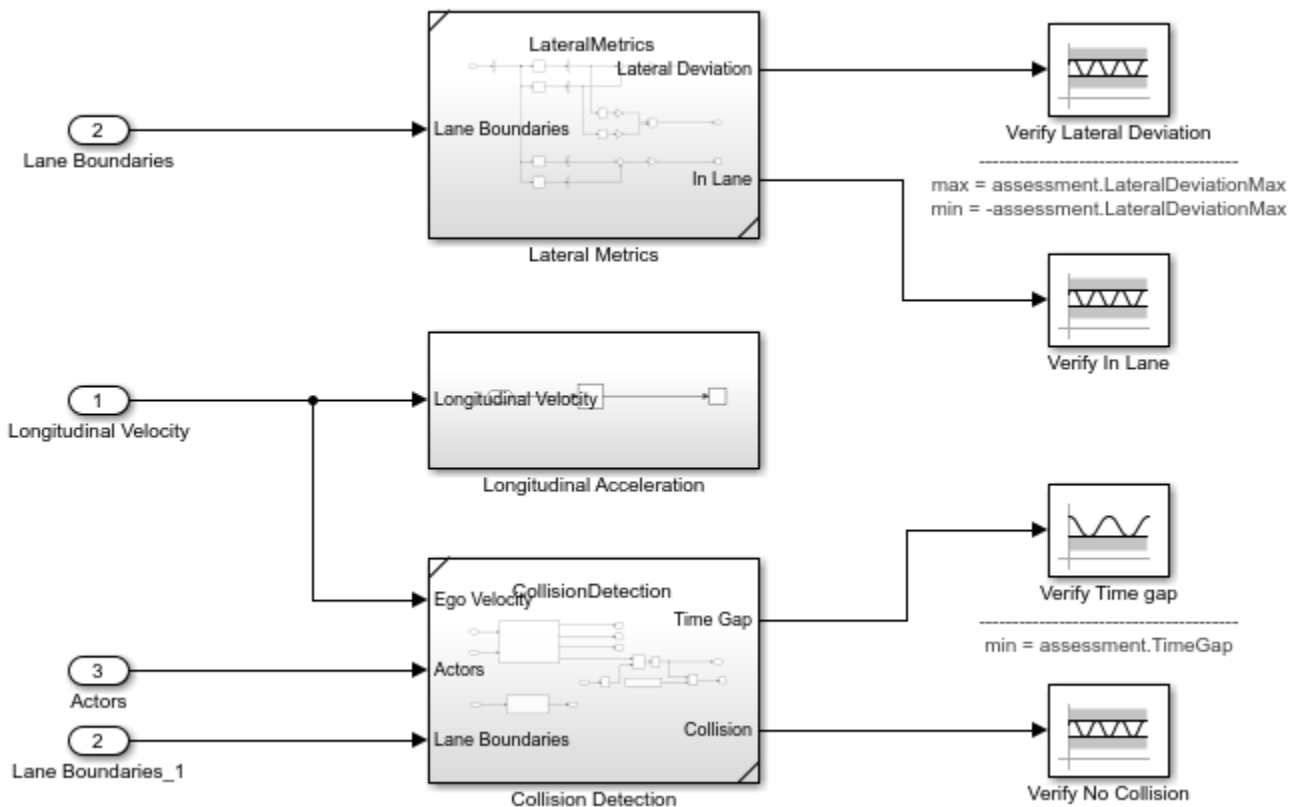 LateralMetrics
Lateral Deviation
2
Lane Boundaries
Lane Boundaries
In Lane
Lateral Metrics
Verify Lateral Deviation
--------------------------------------
max = assessment.LateralDeviationMax
min = -assessment.LateralDeviationMax
Verify In Lane
1
Longitudinal Velocity
Longitudinal Velocity
Longitudinal Acceleration
CollisionDetection
Ego Velocity
Time Gap
3
Actors
Actors
2
Lane Boundaries_1
Lane Boundaries
Collision
Collision Detection
Verify Time gap
--------------------------------------
min = assessment.TimeGap
Verify No Collision